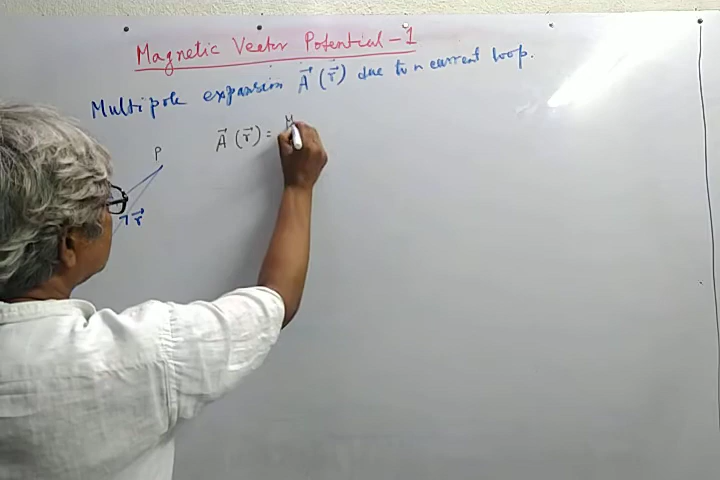 Magnetic Vector Potential - 1
Multipole expansion A⃗ (r⃗) due to a current loop.
A⃗ (r⃗) = μ
P
r⃗